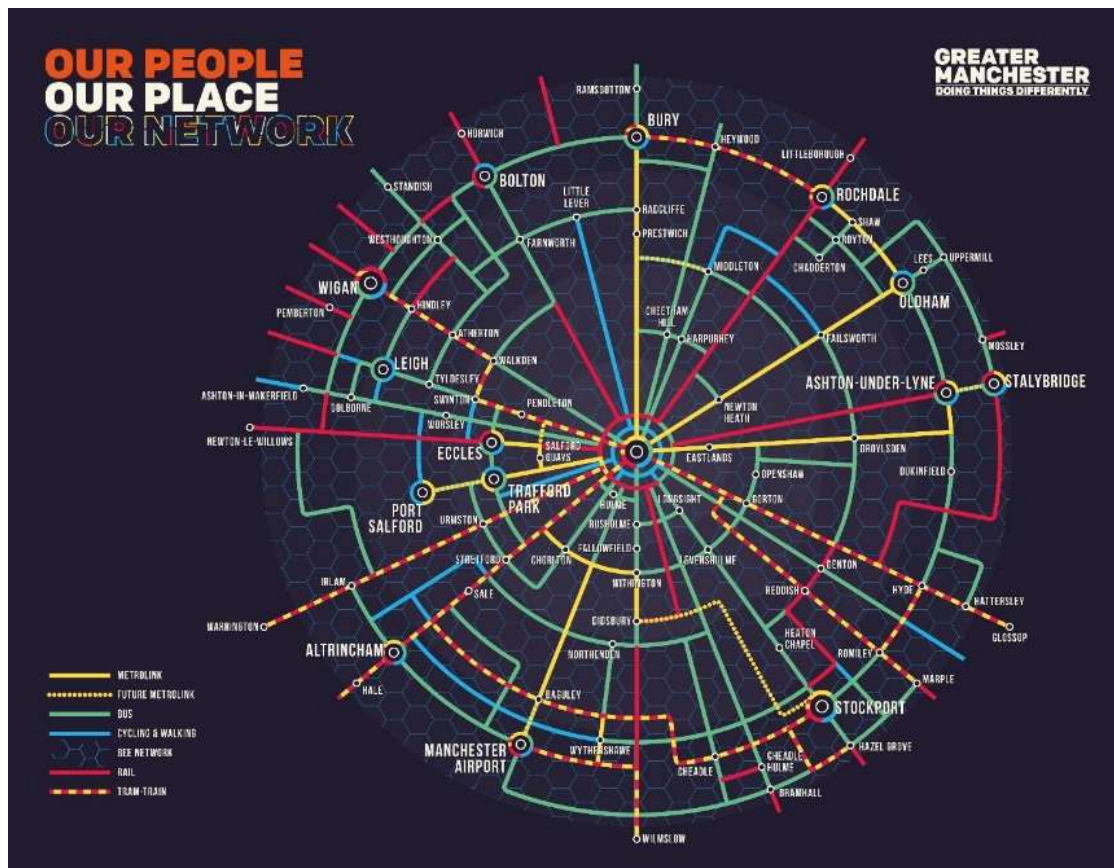 OUR PEOPLE
OUR PLACE
OUR NETWORK
GREATER
MANCHESTER
DOING THINGS DIFFERENTLY
RAMSBOTTOM
BURY
HEYWOOD
HORWICH
LITTLEBOROUGH
BOLTON
ROCHDALE
STANDISH
LITTLE
LEVER
RADCLIFFE
SHAW
WESTHOUGHTON
FARNWORTH
PRESTWICH
ROYTON
CHADDERTON
LEES
UPPERMILL
MIDDLETON
WIGAN
OLDHAM
PEMBERTON
HINDLEY
ATHERTON
CHEETHAM
HILL
HARPURHEY
FAILSWORTH
MOSSLEY
WALKDEN
LEIGH
TYLDESLEY
ASHTON-UNDER-LYNE
STALYBRIDGE
ASHTON-IN-MAKERFIELD
GOLBORNE
SWINTON
PENDLETON
NEWTON
HEATH
WORSLEY
NEWTON-LE-WILLOWS
ECCLES
SALFORD
QUAYS
EASTLANDS
DROYLSDEN
DUKINFIELD
OPENSHAW
TRAFFORD
PARK
PORT
SALFORD
HULME
LONGSIGHT
GORTON
URMSTON
RUSHOLME
STRETFORD
CHORLTON
FALLOWFIELD
LEVENSHULME
WITHINGTON
DENTON
IRLAM
SALE
REDDISH
HYDE
HATTERSLEY
WARRINGTON
GLOSSOP
DIDSBURY
ALTRINCHAM
NORTHENDEN
HEATON
CHAPEL
ROMILEY
MARPLE
HALE
BAGULEY
STOCKPORT
MANCHESTER
AIRPORT
WYTHENSHAWE
CHEADLE
CHEADLE
HULME
HAZEL GROVE
BRAMHALL
WILMSLOW
METROLINK
FUTURE METROLINK
BUS
CYCLING & WALKING
BEE NETWORK
RAIL
TRAM-TRAIN